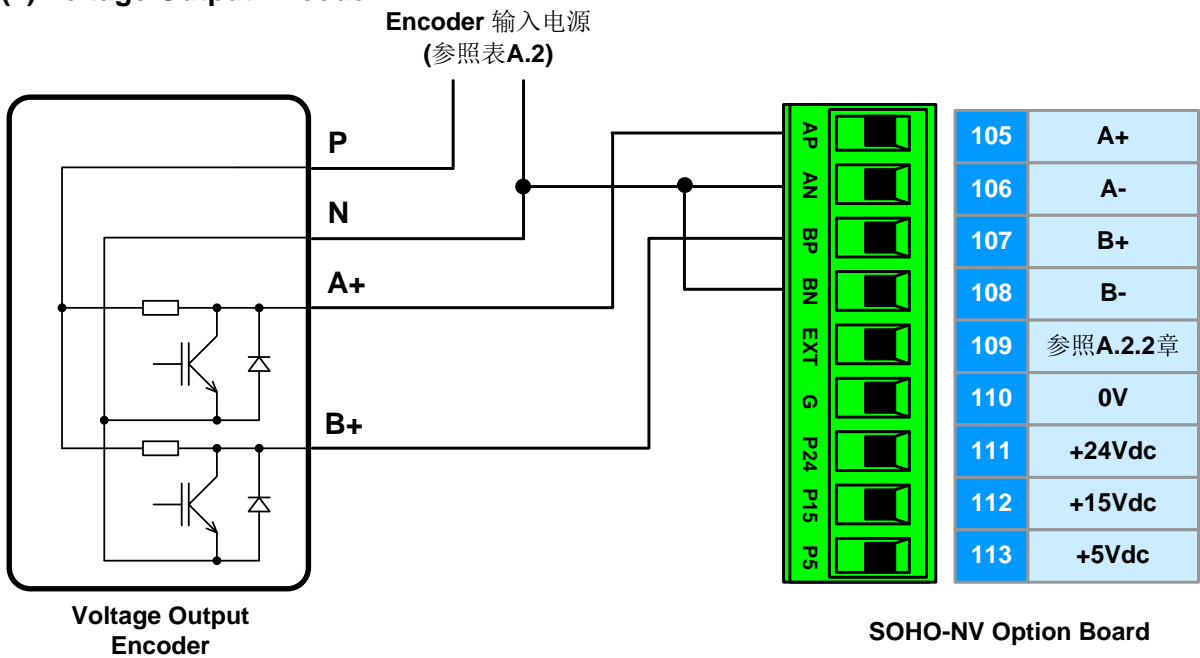 Encoder 输入电源
(参照表A.2)
P
N
A+
B+
AP
AN
BP
BN
EXT
G
P24
P15
P5
105 A+
106 A-
107 B+
108 B-
109 参照A.2.2章
110 0V
111 +24Vdc
112 +15Vdc
113 +5Vdc
Voltage Output
Encoder
SOHO-NV Option Board